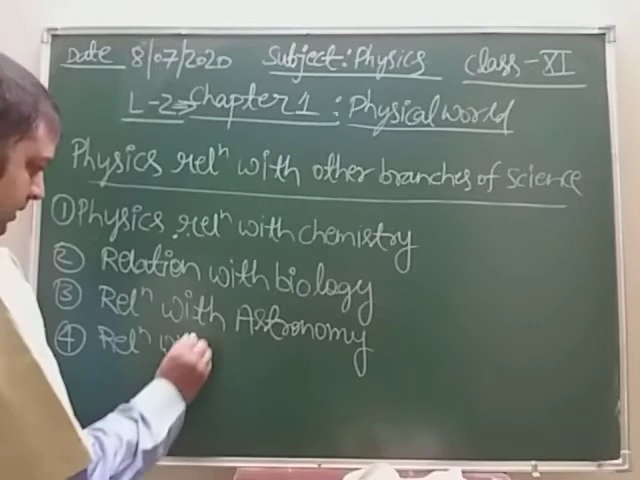 Date 8/07/2020 Subject: Physics Class-XI
L-2⇒Chapter 1 : Physical world
Physics relⁿ with other branches of science
① Physics relⁿ with chemistry
② Relation with biology
③ Relⁿ with Astronomy
④ Relⁿ